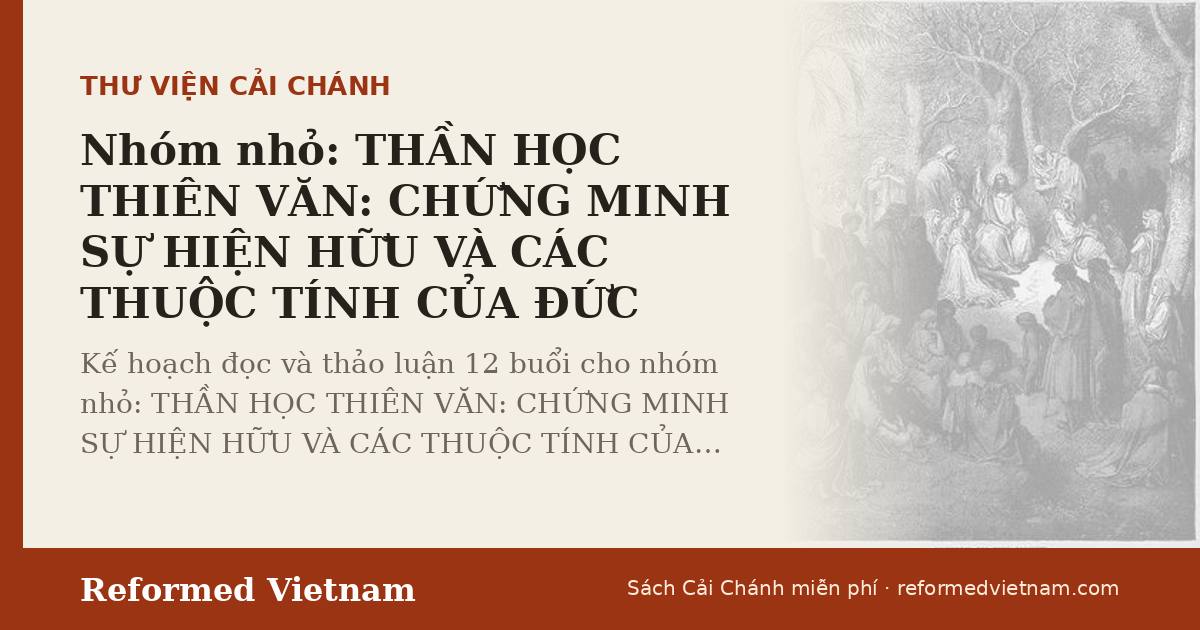 THƯ VIỆN CẢI CHÁNH
Nhóm nhỏ: THẦN HỌC
THIÊN VĂN: CHỨNG MINH
SỰ HIỆN HỮU VÀ CÁC
THUỘC TÍNH CỦA ĐỨC
Kế hoạch đọc và thảo luận 12 buổi cho nhóm
nhỏ: THẦN HỌC THIÊN VĂN: CHỨNG MINH
SỰ HIỆN HỮU VÀ CÁC THUỘC TÍNH CỦA…
Reformed Vietnam
Sách Cải Chánh miễn phí · reformedvietnam.com